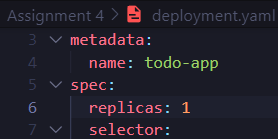 Assignment 4 > deployment.yaml
3 metadata:
4 name: todo-app
5 spec:
6 replicas: 1
7 selector: